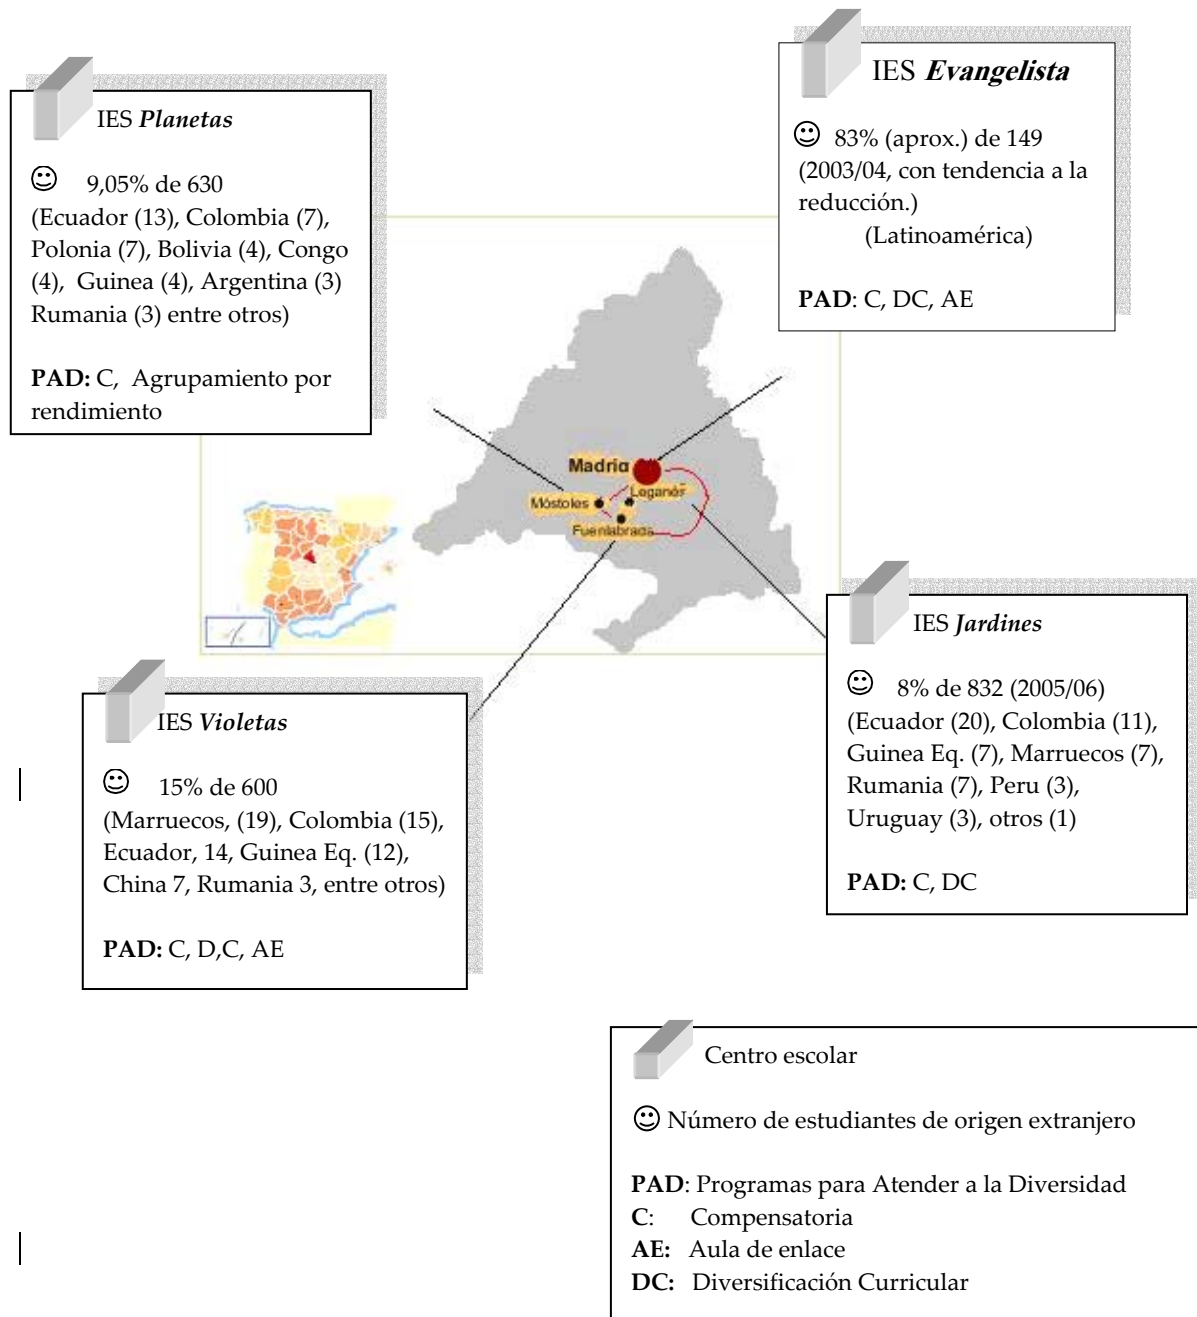 IES Evangelista
☺ 83% (aprox.) de 149
(2003/04, con tendencia a la
reducción.)
(Latinoamérica)
PAD: C, DC, AE
IES Planetas
☺ 9,05% de 630
(Ecuador (13), Colombia (7),
Polonia (7), Bolivia (4), Congo
(4), Guinea (4), Argentina (3)
Rumania (3) entre otros)
PAD: C, Agrupamiento por
rendimiento
Madrid
Leganés
Móstoles
Fuenlabrada
IES Jardines
☺ 8% de 832 (2005/06)
(Ecuador (20), Colombia (11),
Guinea Eq. (7), Marruecos (7),
Rumania (7), Peru (3),
Uruguay (3), otros (1)
PAD: C, DC
IES Violetas
☺ 15% de 600
(Marruecos, (19), Colombia (15),
Ecuador, 14, Guinea Eq. (12),
China 7, Rumania 3, entre otros)
PAD: C, D,C, AE
Centro escolar
☺ Número de estudiantes de origen extranjero
PAD: Programas para Atender a la Diversidad
C: Compensatoria
AE: Aula de enlace
DC: Diversificación Curricular